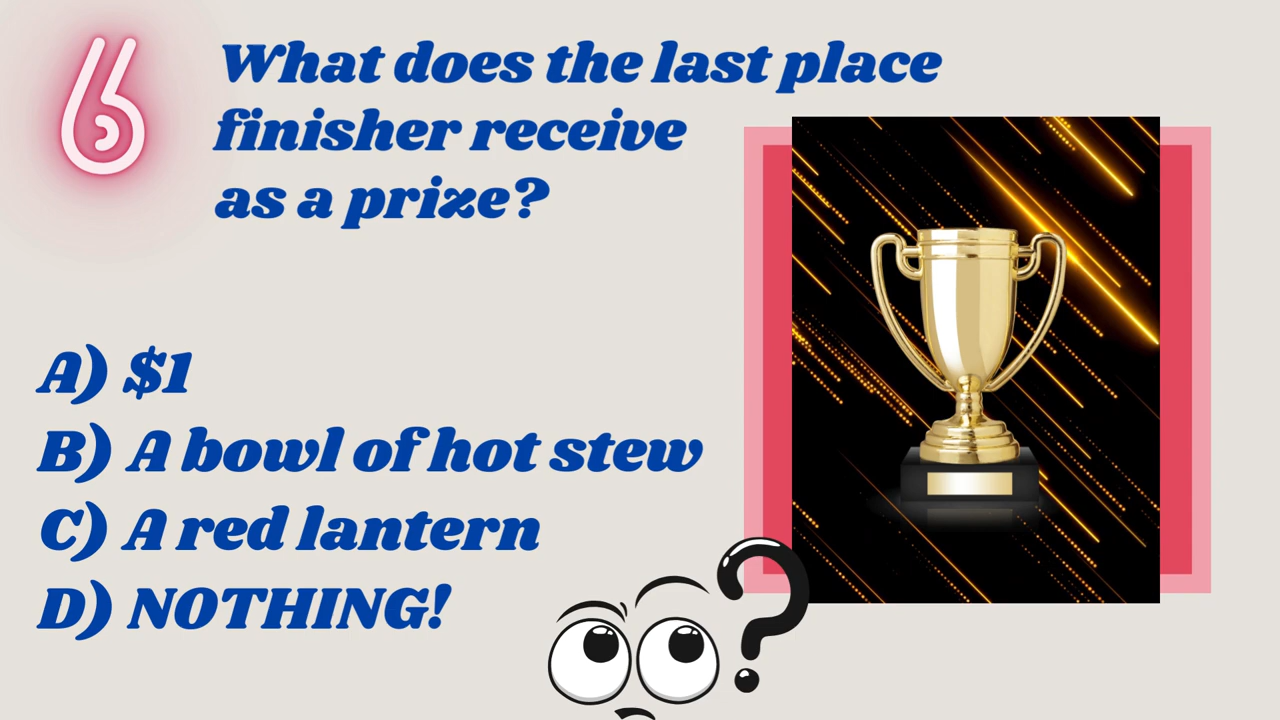 6
What does the last place
finisher receive
as a prize?
A) $1
B) A bowl of hot stew
C) A red lantern
D) NOTHING!
?